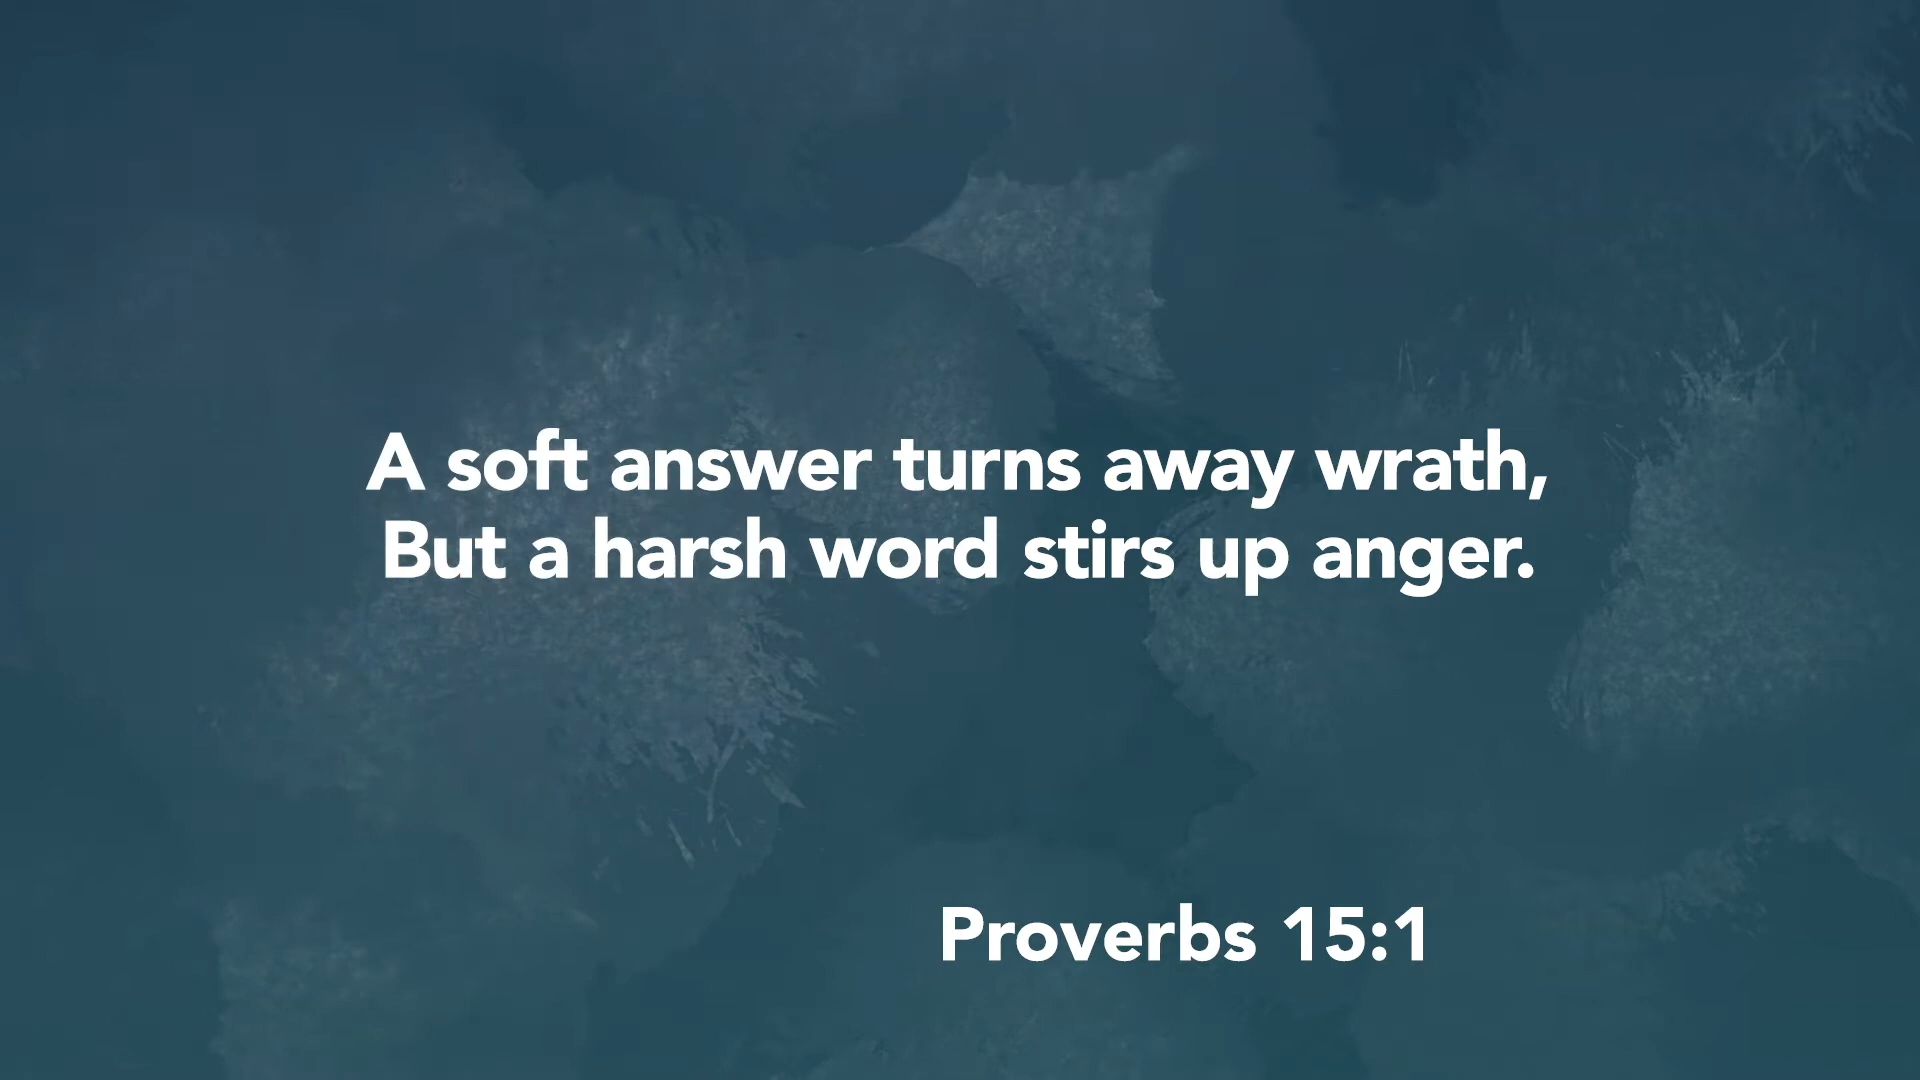 A soft answer turns away wrath,
But a harsh word stirs up anger.
Proverbs 15:1